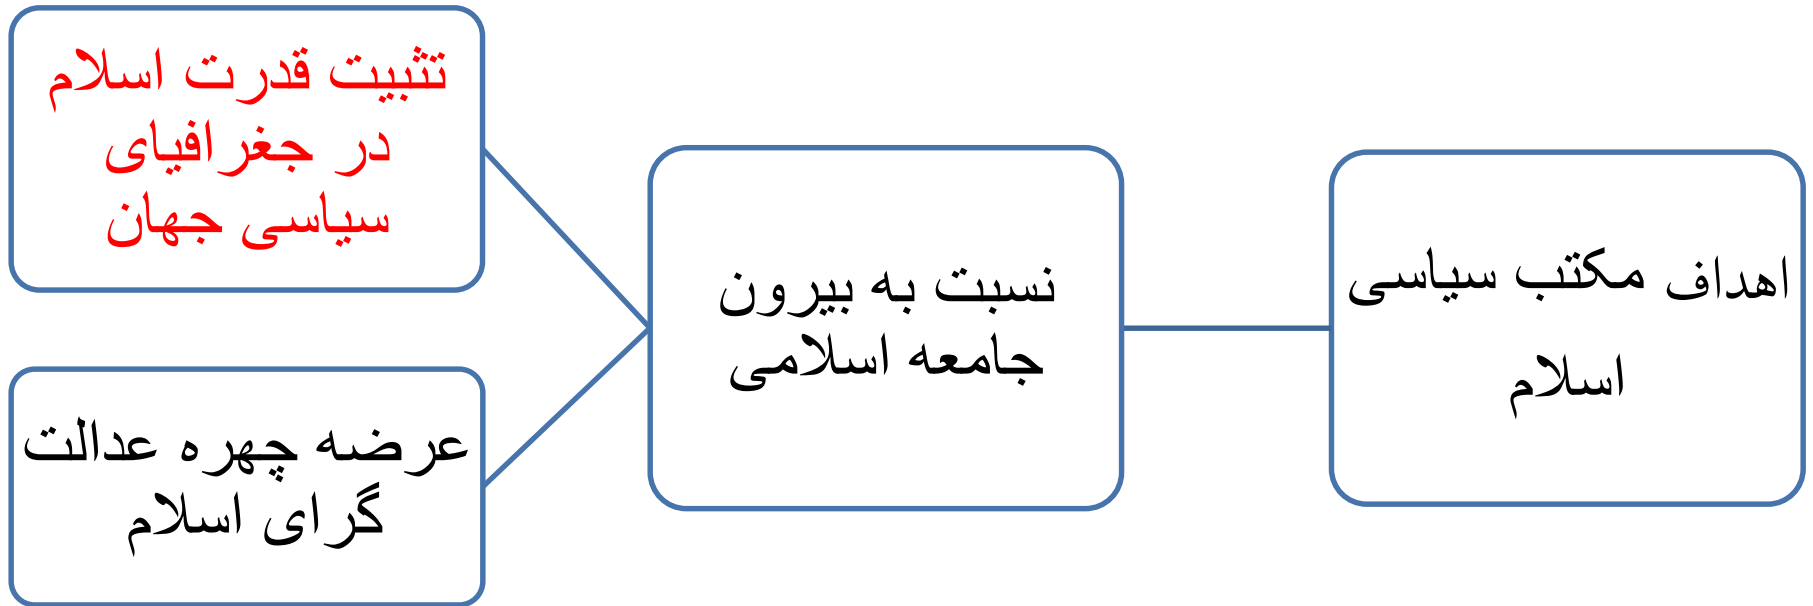 اهداف مکتب سیاسی
اسلام
نسبت به بیرون
جامعه اسلامی
تثبیت قدرت اسلام
در جغرافیای
سیاسی جهان
عرضه چهره عدالت
گرای اسلام